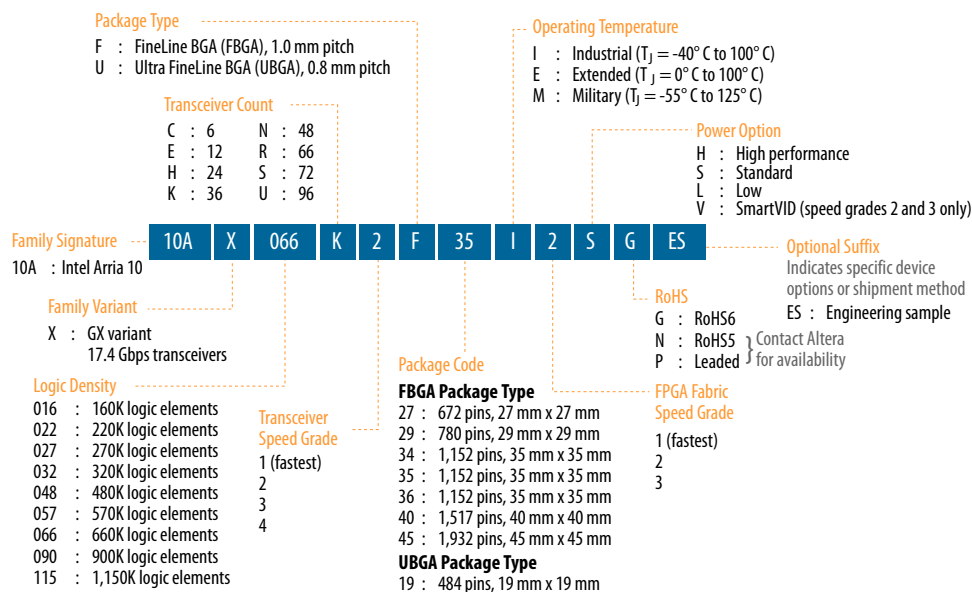 Package Type
F : FineLine BGA (FBGA), 1.0 mm pitch
U : Ultra FineLine BGA (UBGA), 0.8 mm pitch
Operating Temperature
I : Industrial (TJ = -40° C to 100° C)
E : Extended (T J = 0° C to 100° C)
M : Military (TJ = -55° C to 125° C)
Transceiver Count
C : 6 N : 48
E : 12 R : 66
H : 24 S : 72
K : 36 U : 96
Power Option
H : High performance
S : Standard
L : Low
V : SmartVID (speed grades 2 and 3 only)
Family Signature
10A : Intel Arria 10
10A X 066 K 2 F 35 I 2 S G ES
Optional Suffix
Indicates specific device
options or shipment method
ES : Engineering sample
Family Variant
X : GX variant
17.4 Gbps transceivers
RoHS
G : RoHS6
N : RoHS5
P : Leaded
} Contact Altera
for availability
Logic Density
016 : 160K logic elements
022 : 220K logic elements
027 : 270K logic elements
032 : 320K logic elements
048 : 480K logic elements
057 : 570K logic elements
066 : 660K logic elements
090 : 900K logic elements
115 : 1,150K logic elements
Transceiver
Speed Grade
1 (fastest)
2
3
4
Package Code
FBGA Package Type
27 : 672 pins, 27 mm x 27 mm
29 : 780 pins, 29 mm x 29 mm
34 : 1,152 pins, 35 mm x 35 mm
35 : 1,152 pins, 35 mm x 35 mm
36 : 1,152 pins, 35 mm x 35 mm
40 : 1,517 pins, 40 mm x 40 mm
45 : 1,932 pins, 45 mm x 45 mm
UBGA Package Type
19 : 484 pins, 19 mm x 19 mm
FPGA Fabric
Speed Grade
1 (fastest)
2
3